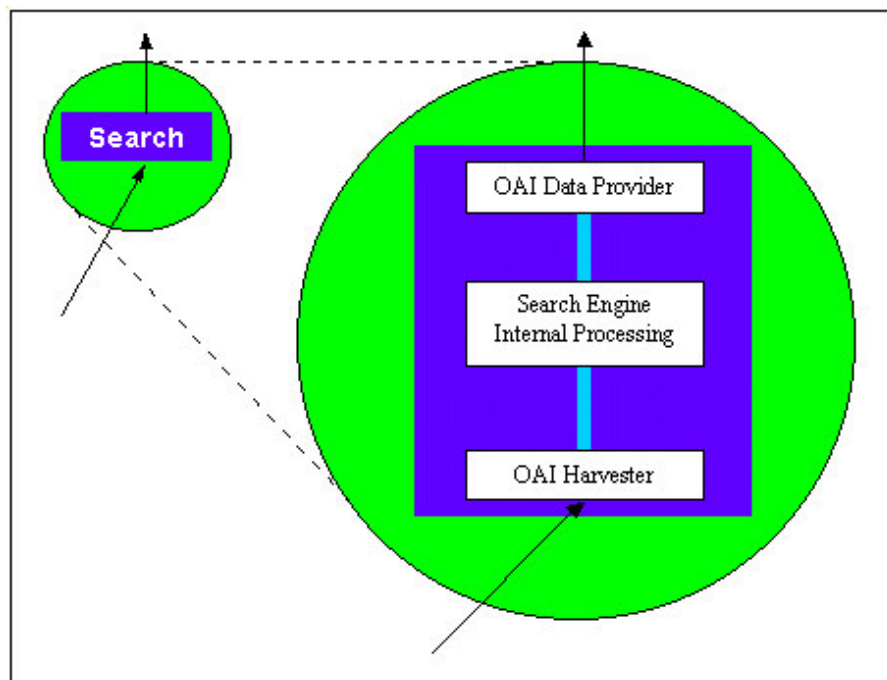 Search
OAI Data Provider
Search Engine
Internal Processing
OAI Harvester